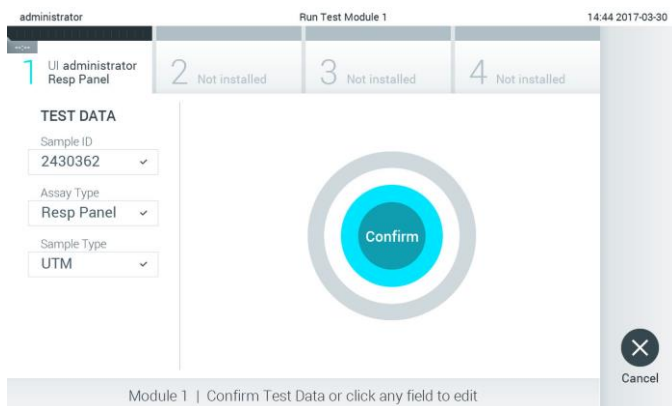 administrator
Run Test Module 1
14:44 2017-03-30
--:--
1
UI administrator
Resp Panel
2 Not installed
3 Not installed
4 Not installed
TEST DATA
Sample ID
2430362
Assay Type
Resp Panel
Sample Type
UTM
Confirm
Cancel
Module 1 | Confirm Test Data or click any field to edit